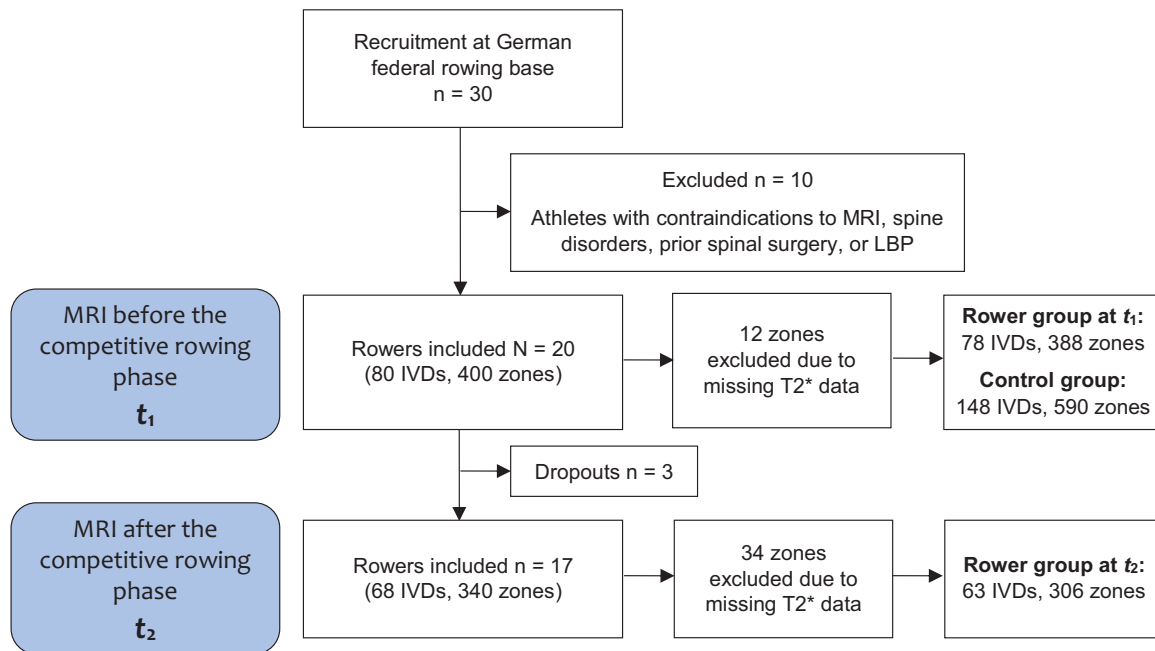 Recruitment at German
federal rowing base
n = 30
Excluded n = 10
Athletes with contraindications to MRI, spine
disorders, prior spinal surgery, or LBP
MRI before the
competitive rowing
phase
t₁
Rowers included N = 20
(80 IVDs, 400 zones)
12 zones
excluded due to
missing T2* data
Rower group at t₁:
78 IVDs, 388 zones
Control group:
148 IVDs, 590 zones
Dropouts n = 3
MRI after the
competitive rowing
phase
t₂
Rowers included n = 17
(68 IVDs, 340 zones)
34 zones
excluded due to
missing T2* data
Rower group at t₂:
63 IVDs, 306 zones